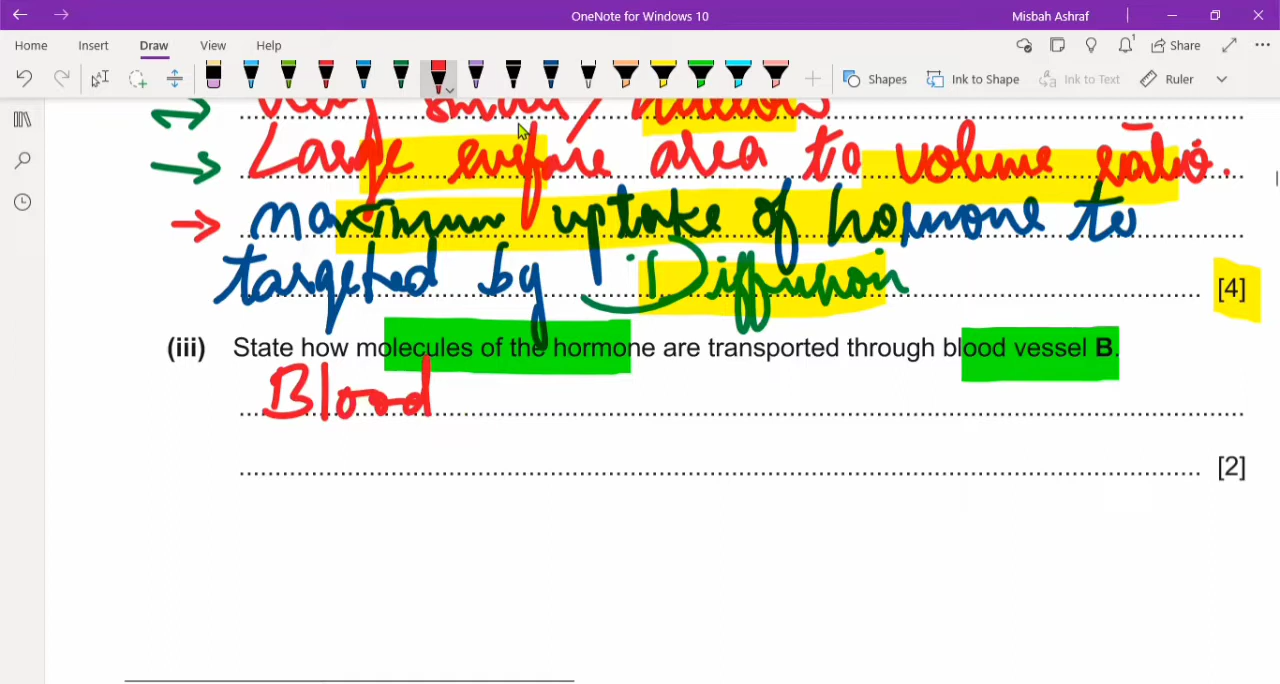 OneNote for Windows 10
Misbah Ashraf
Home Insert Draw View Help
Share
Shapes Ink to Shape Ink to Text Ruler
very small /
Large surface area to volume ratio.
maximum uptake of hormone to
targeted by Diffusion
[4]
(iii) State how molecules of the hormone are transported through blood vessel B.
Blood
[2]